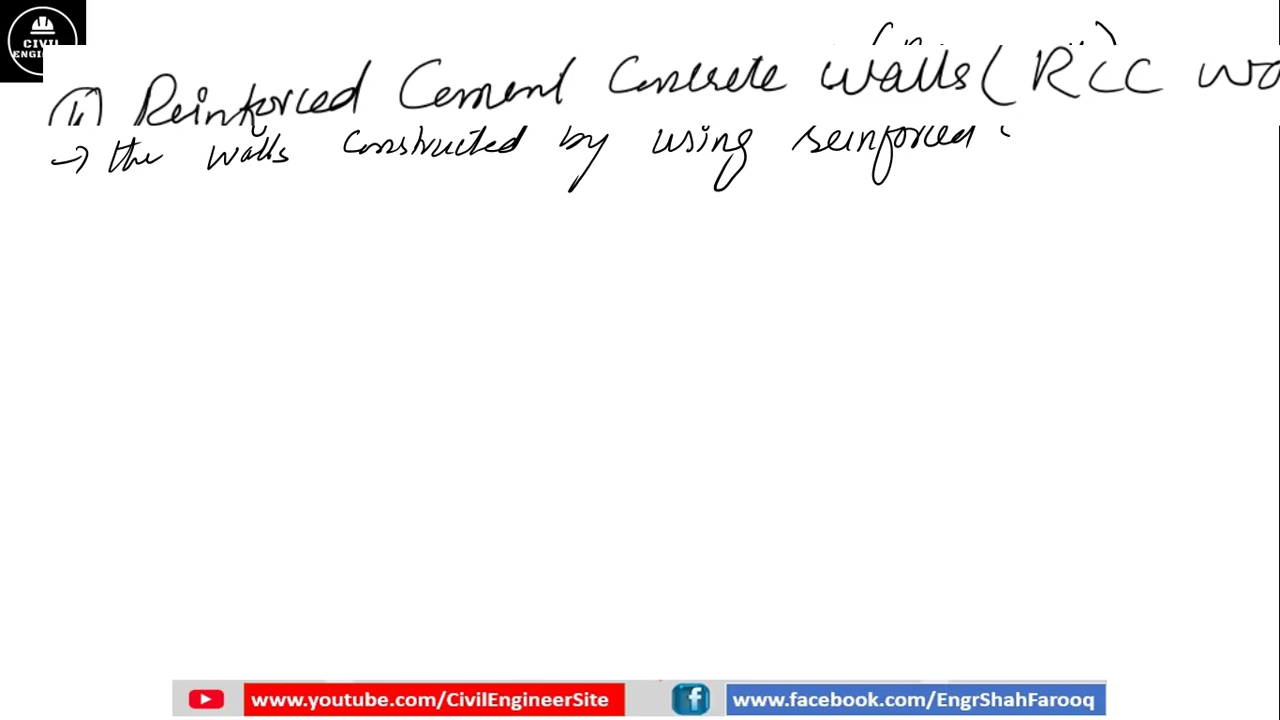 CIVIL
ii) Reinforced Cement Concrete Walls (RCC
→ the walls constructed by using reinforced
www.youtube.com/CivilEngineerSite
www.facebook.com/EngrShahFarooq